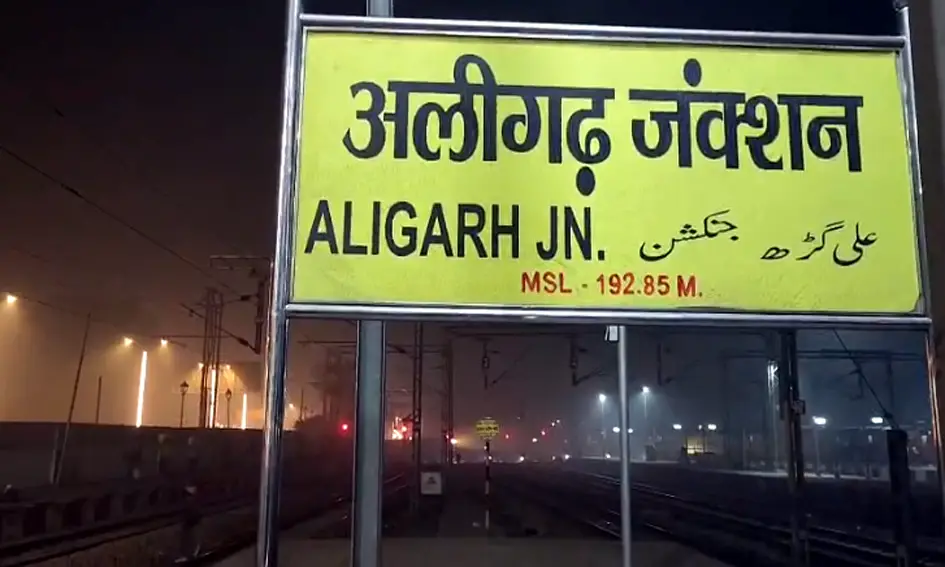 अलीगढ़ जंक्शन
ALIGARH JN. علی گڑھ جنکشن
MSL - 192.85 M.